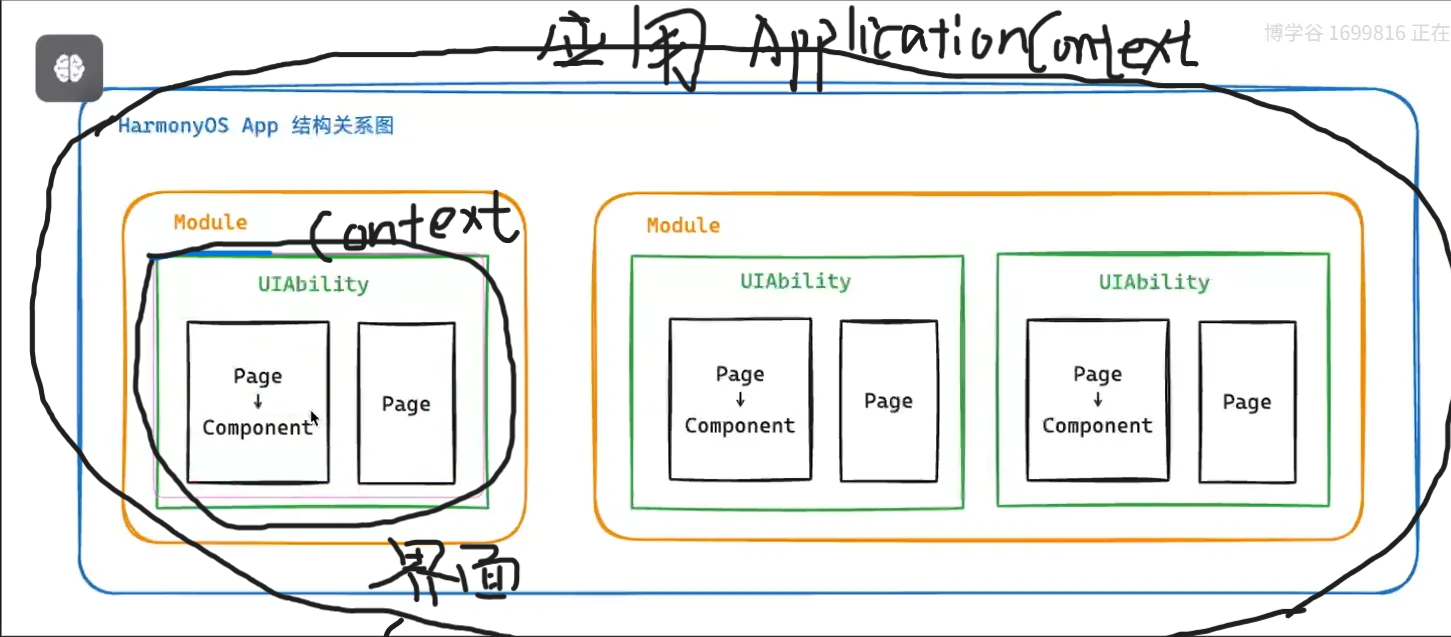 应用 ApplicationContext
博学谷 1699816 正在
HarmonyOS App 结构关系图
Module
Context
UIAbility
Page
↓
Component
Page
界面
Module
UIAbility
Page
↓
Component
Page
UIAbility
Page
↓
Component
Page